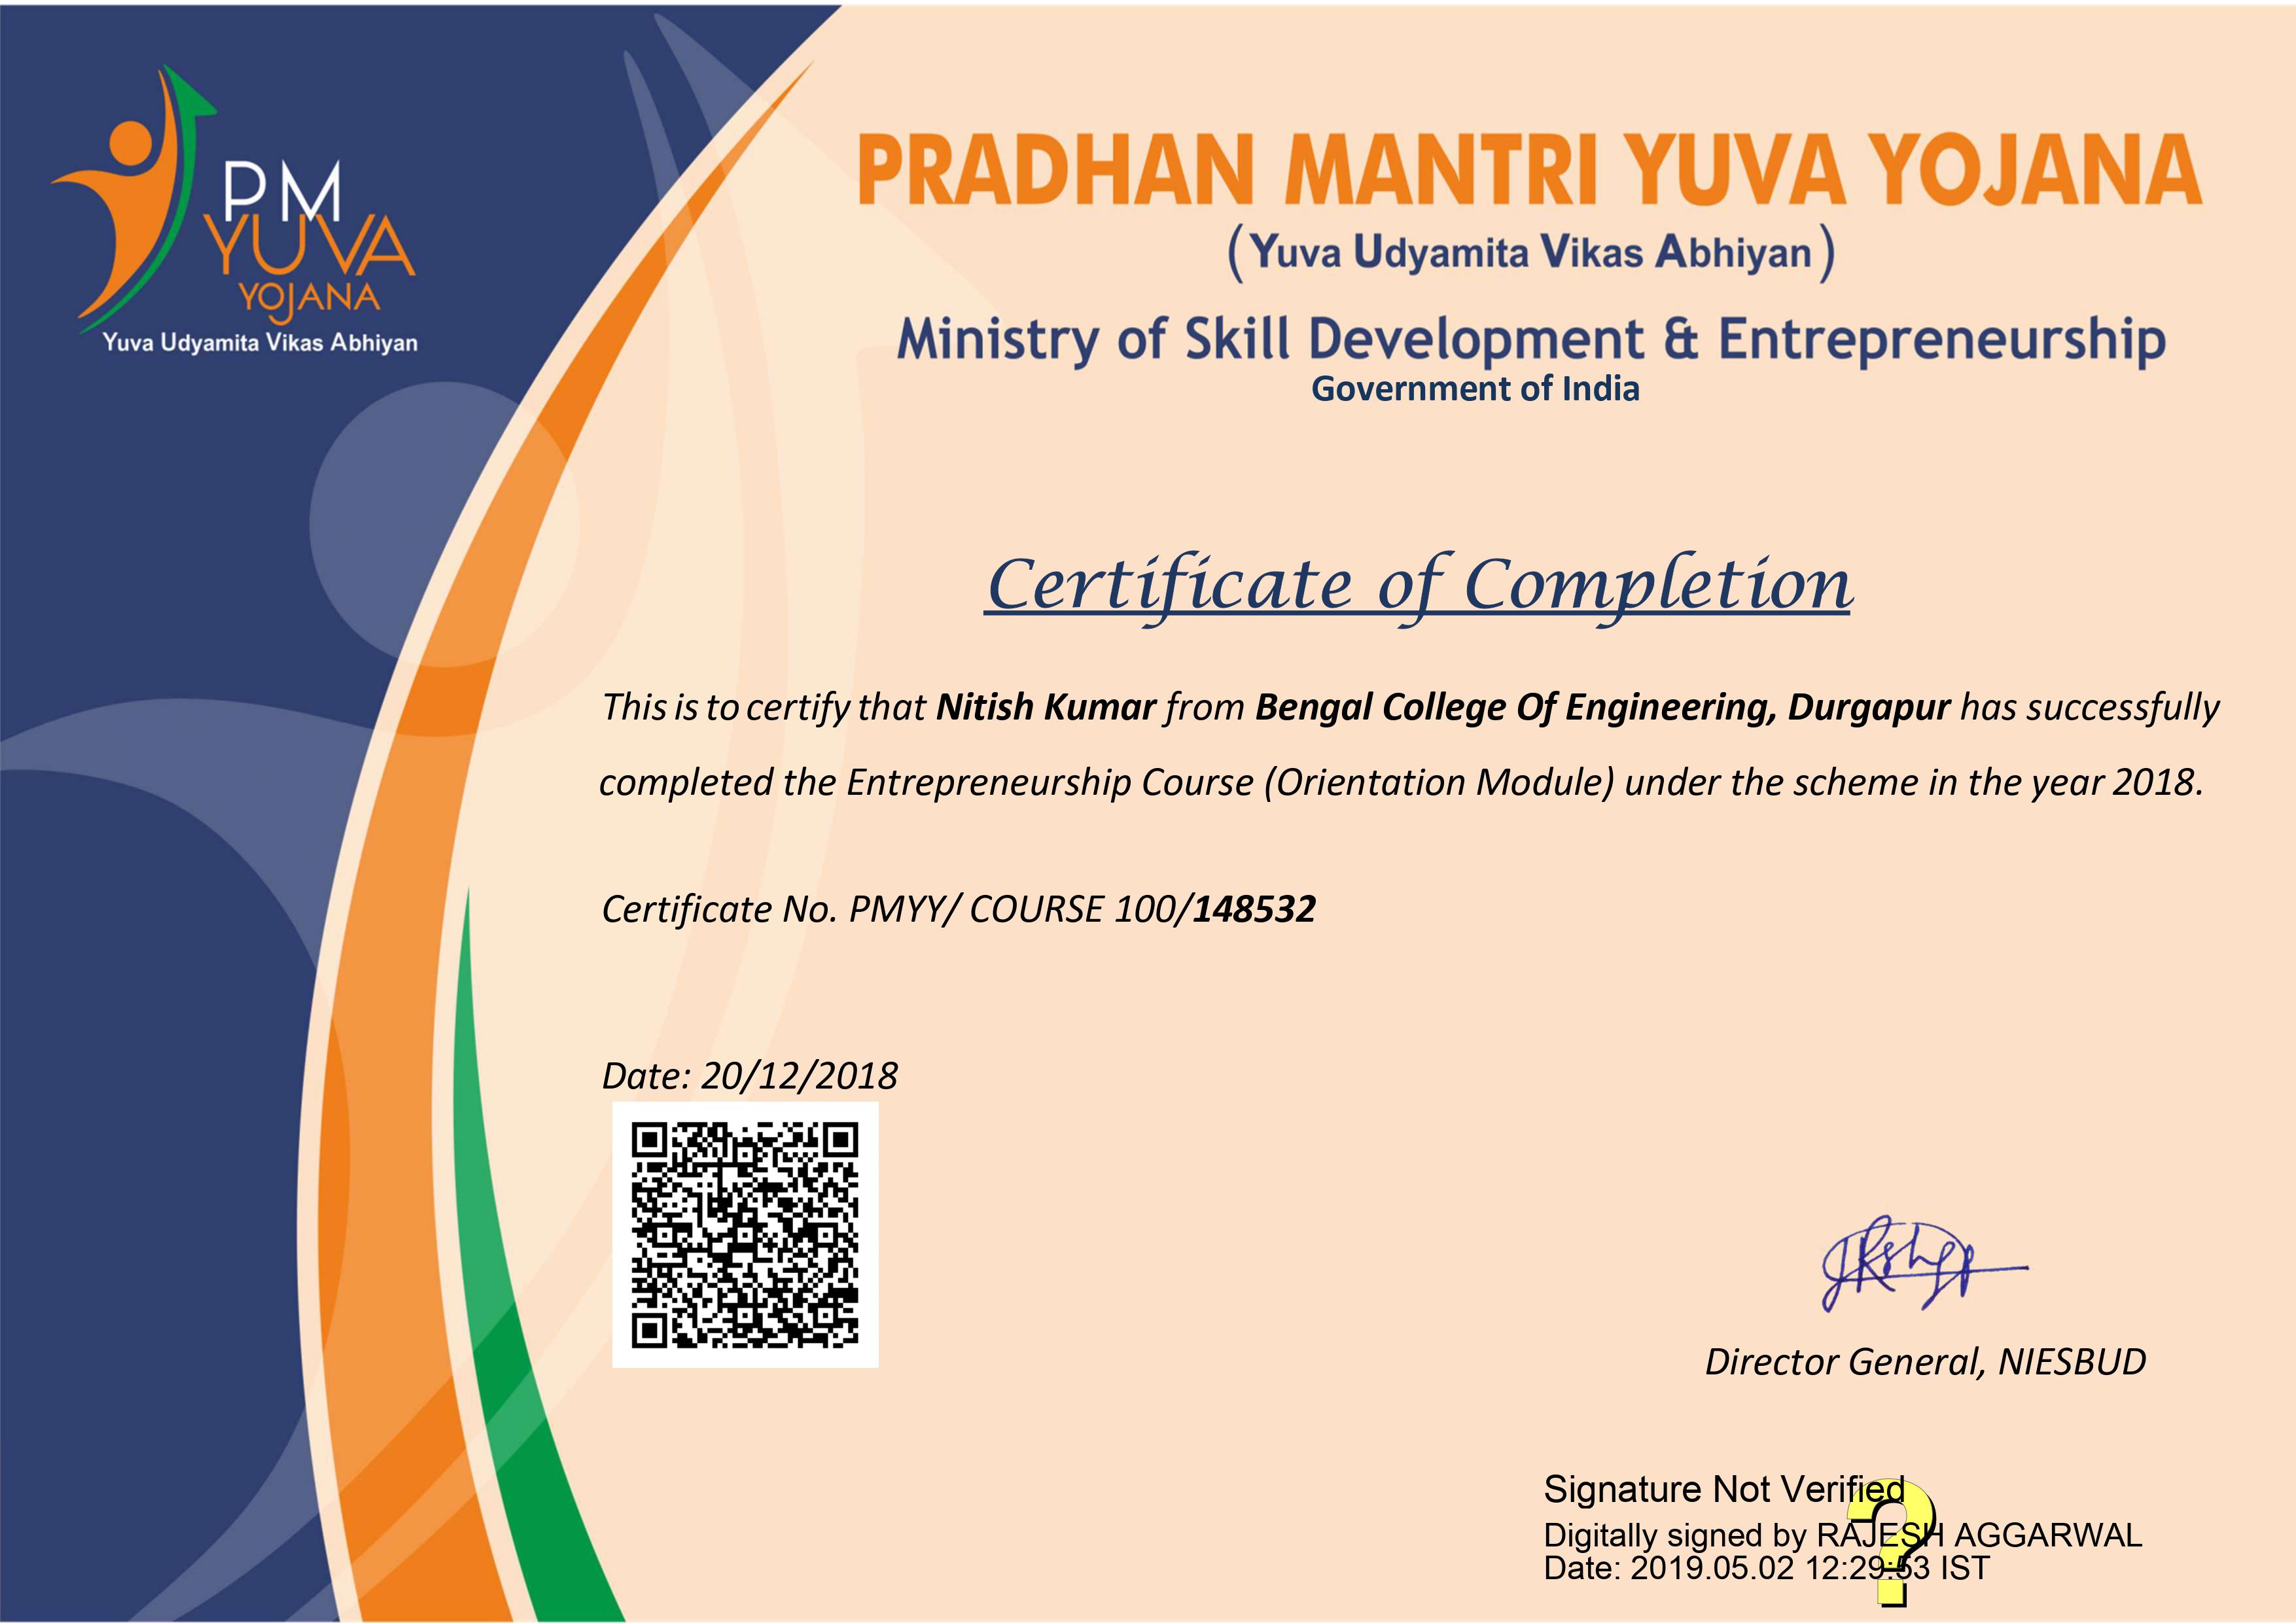 PM
YUVA
YOJANA
Yuva Udyamita Vikas Abhiyan
PRADHAN MANTRI YUVA YOJANA
(Yuva Udyamita Vikas Abhiyan)
Ministry of Skill Development & Entrepreneurship
Government of India
Certificate of Completion
This is to certify that Nitish Kumar from Bengal College Of Engineering, Durgapur has successfully
completed the Entrepreneurship Course (Orientation Module) under the scheme in the year 2018.
Certificate No. PMYY/ COURSE 100/148532
Date: 20/12/2018
Director General, NIESBUD
Signature Not Verified
Digitally signed by RAJESH AGGARWAL
Date: 2019.05.02 12:29:53 IST